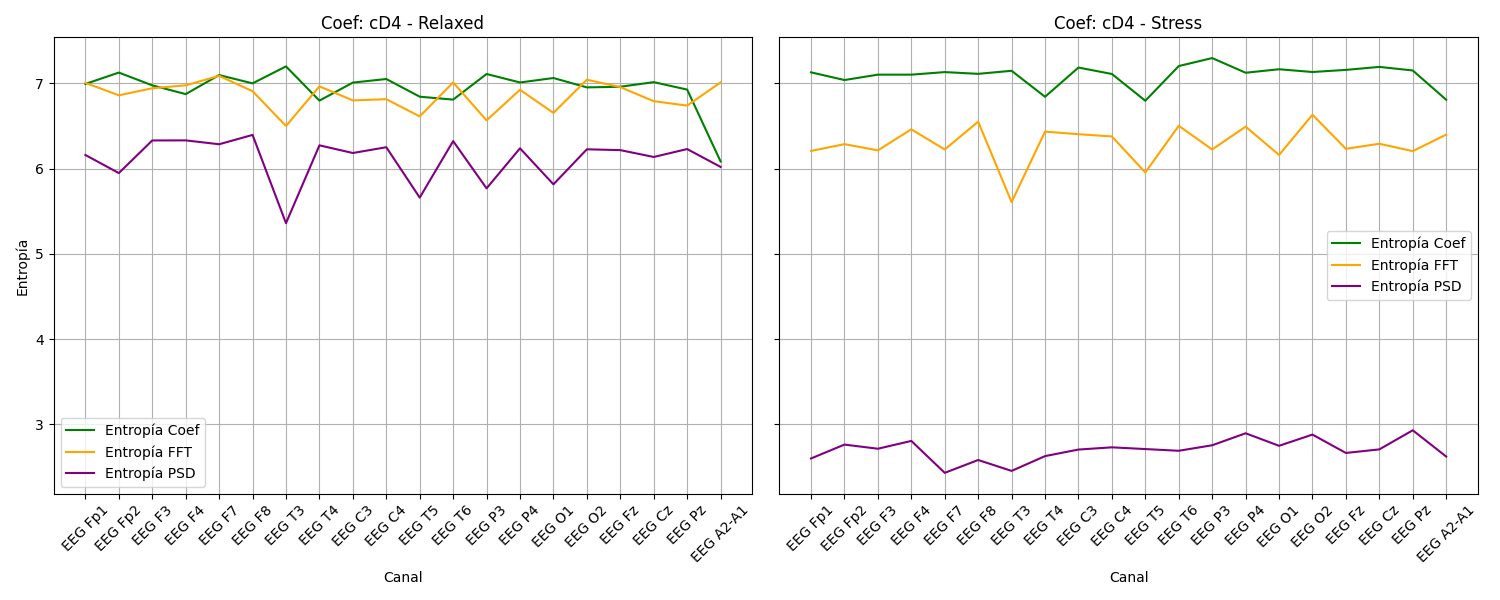 Coef: cD4 - Relaxed
Entropía
7
6
5
4
3
Entropía Coef
Entropía FFT
Entropía PSD
EEG Fp1
EEG Fp2
EEG F3
EEG F4
EEG F7
EEG F8
EEG T3
EEG T4
EEG C3
EEG C4
EEG T5
EEG T6
EEG P3
EEG P4
EEG O1
EEG O2
EEG Fz
EEG Cz
EEG Pz
EEG A2-A1
Canal
Coef: cD4 - Stress
Entropía Coef
Entropía FFT
Entropía PSD
EEG Fp1
EEG Fp2
EEG F3
EEG F4
EEG F7
EEG F8
EEG T3
EEG T4
EEG C3
EEG C4
EEG T5
EEG T6
EEG P3
EEG P4
EEG O1
EEG O2
EEG Fz
EEG Cz
EEG Pz
EEG A2-A1
Canal